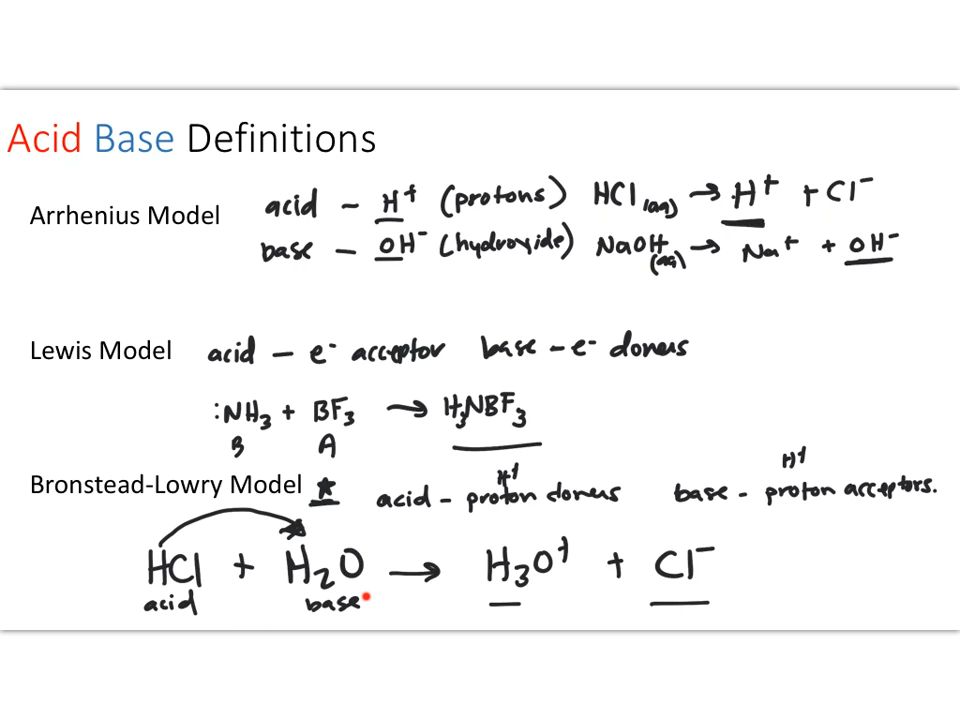 Acid Base Definitions
Arrhenius Model acid – H⁺ (protons) HCl(aq) → H⁺ + Cl⁻
base – OH⁻ (hydroxide) NaOH(aq) → Na⁺ + OH⁻
Lewis Model acid – e⁻ acceptor base – e⁻ doners
:NH₃ + BF₃ → H₃NBF₃
B A
H⁺ H⁺
Bronstead-Lowry Model ★ acid – proton doners base – proton acceptors.
HCl + H₂O → H₃O⁺ + Cl⁻
acid base